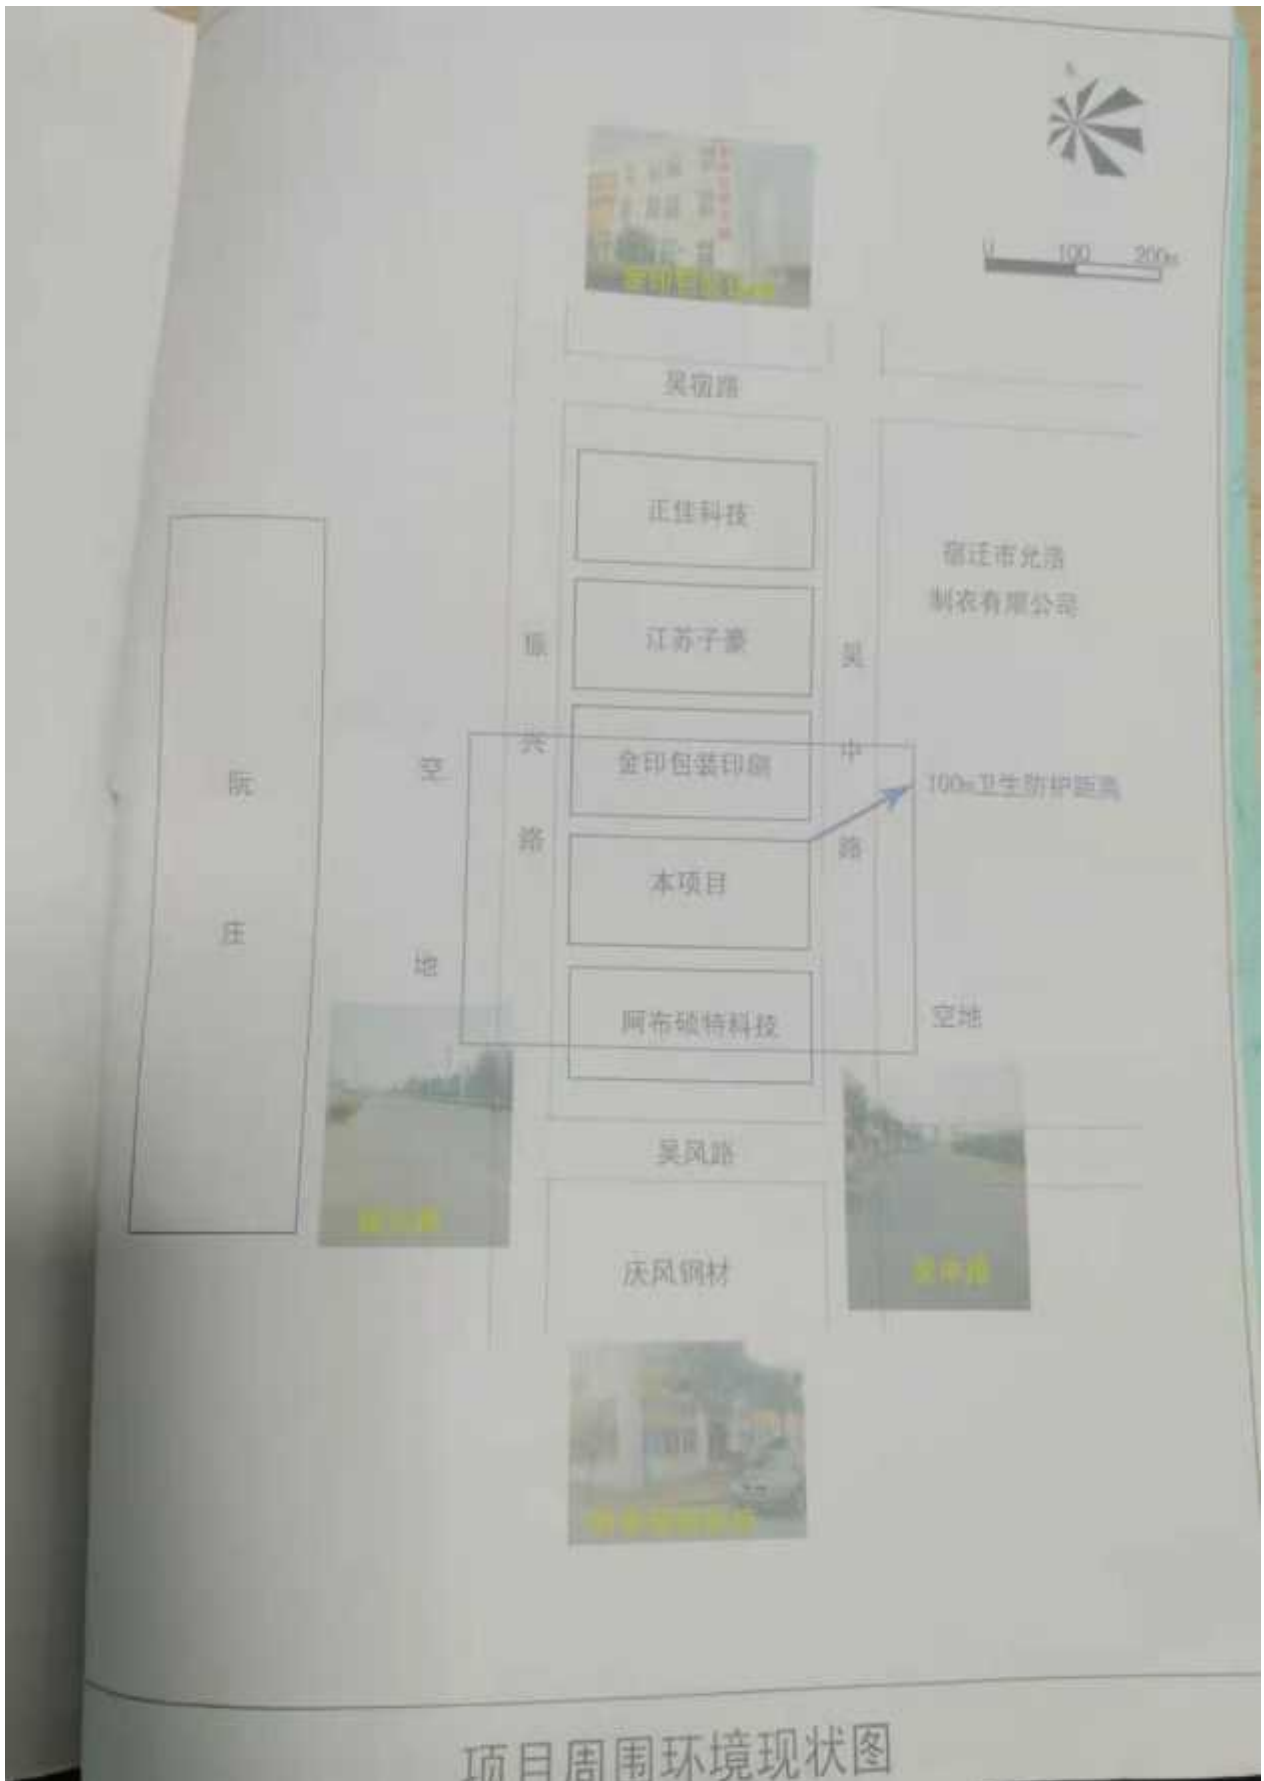 0 100 200m
吴宿路
正佳科技
宿迁市允浩
制衣有限公司
江苏子豪
振兴路
吴中路
金印包装印刷
100m卫生防护距离
阮庄
空地
本项目
阿布硕特科技
空地
吴风路
庆风钢材
项目周围环境现状图